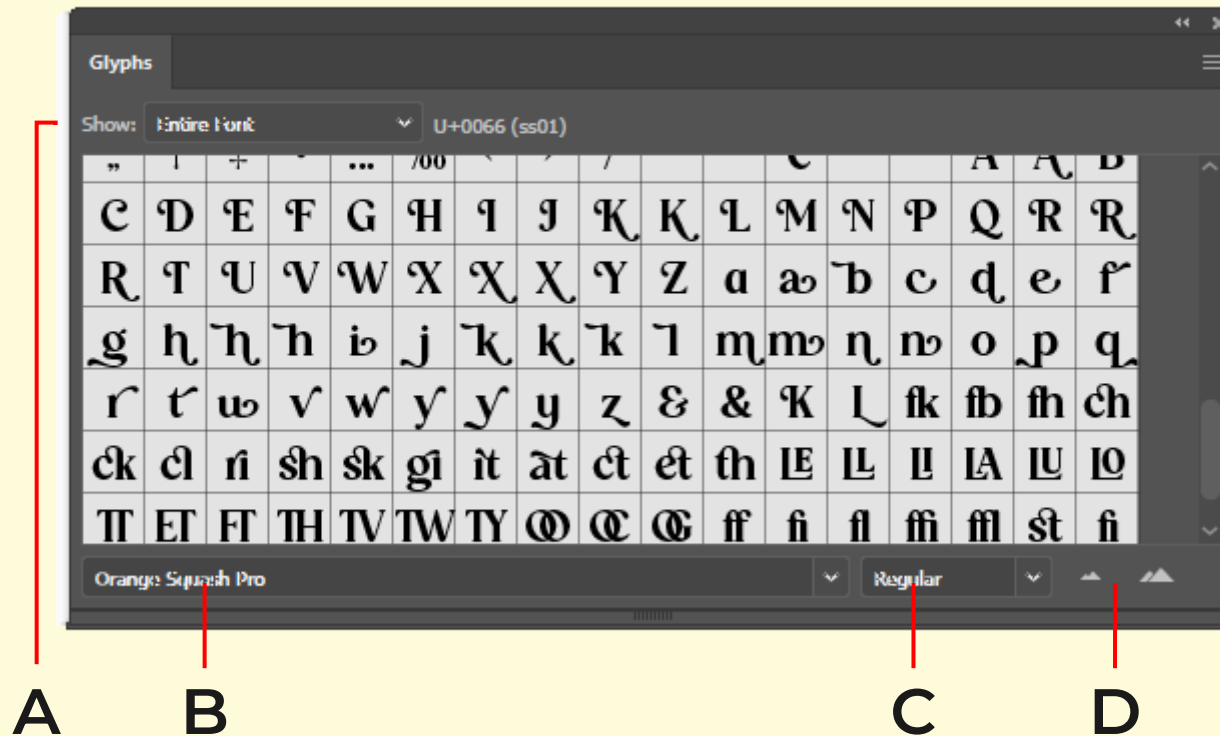 Glyphs
Show: Entire Font U+0066 (ss01)
„ ... A A B
C D E F G H I J K K L M N P Q R R
R T U V W X X X Y Z a a b c d e f
g h h h i j k k k l m m n n o p q
r t u v w y y y z & & K L fk fb fh ch
ck cl ri sh sk gi it at ct et th LE LL LI LA LU LO
TT ET FT TH TV TW TY OO OC OG ff fi fl ffi ffl st fi
Orange Squash Pro Regular
A B C D